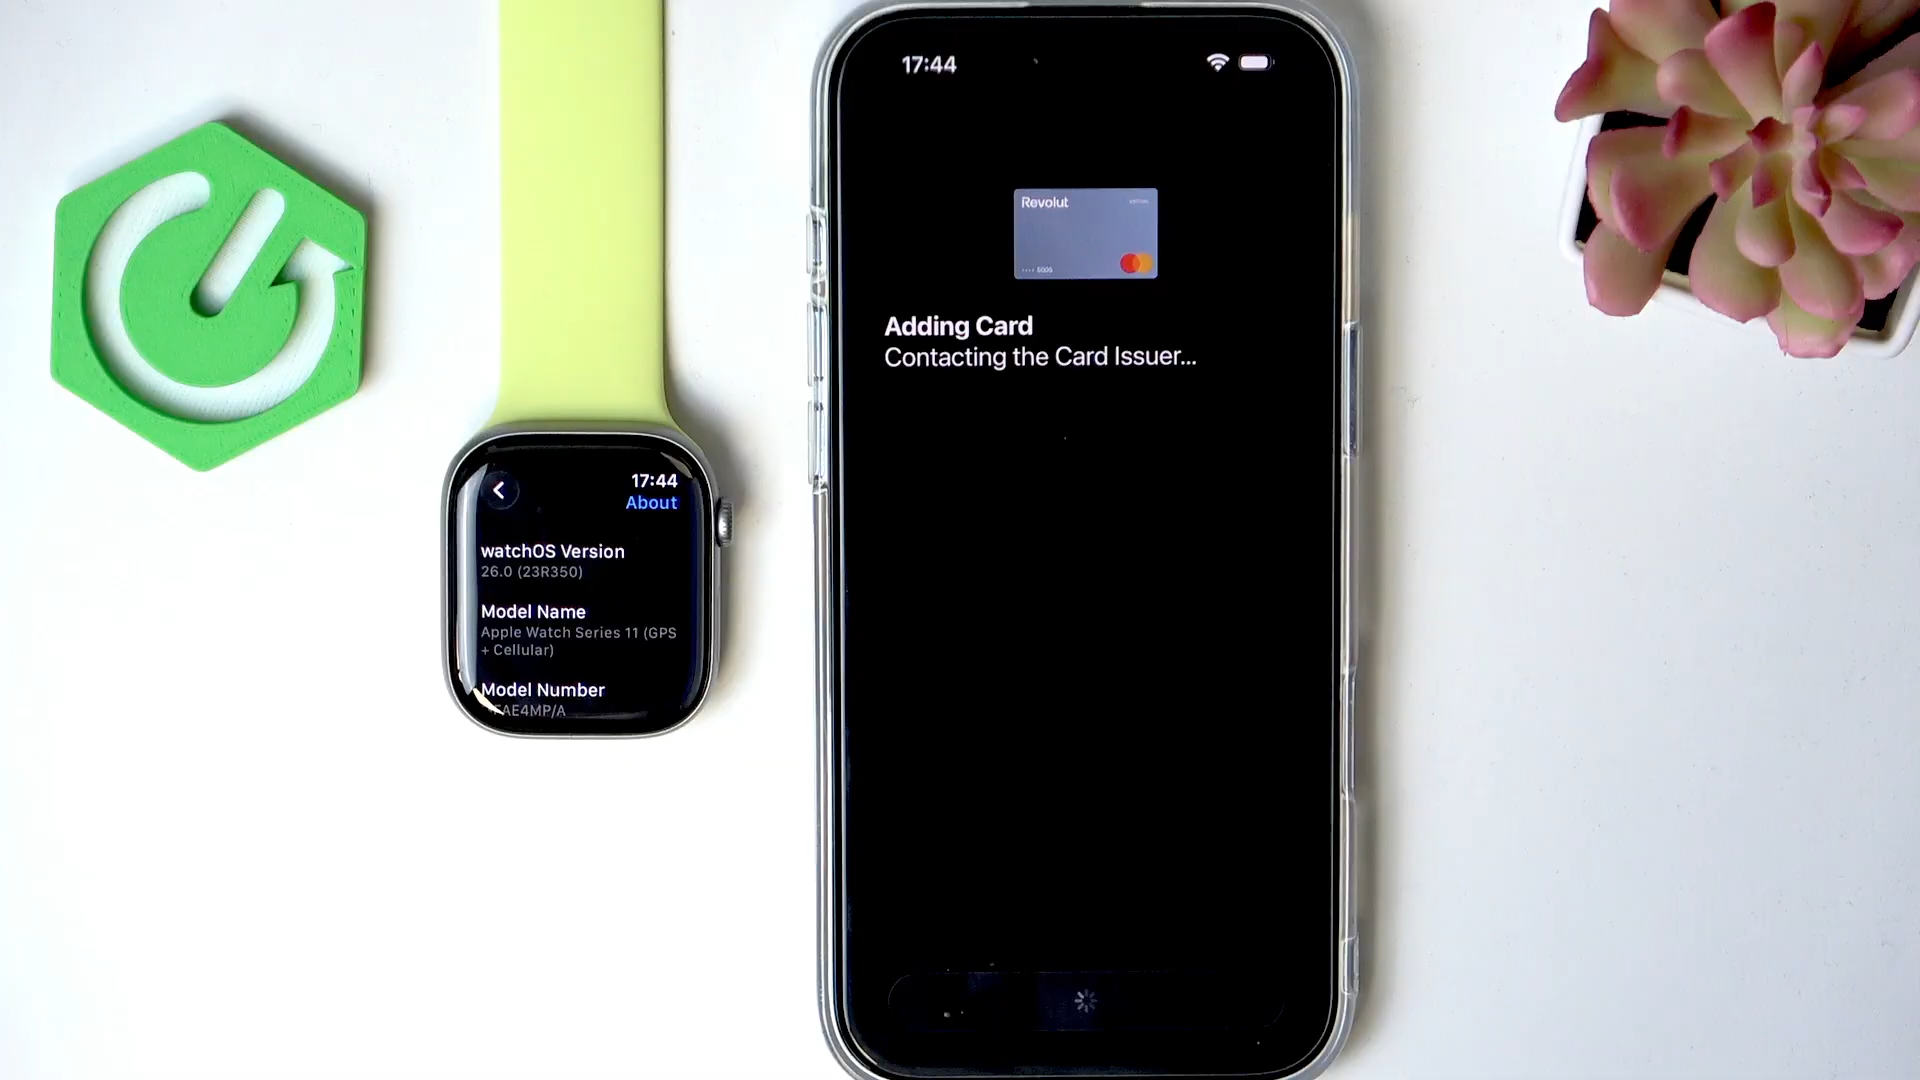 17:44
About
watchOS Version
26.0 (23R350)
Model Name
Apple Watch Series 11 (GPS
+ Cellular)
Model Number
FAE4MP/A
17:44
Revolut
Adding Card
Contacting the Card Issuer...